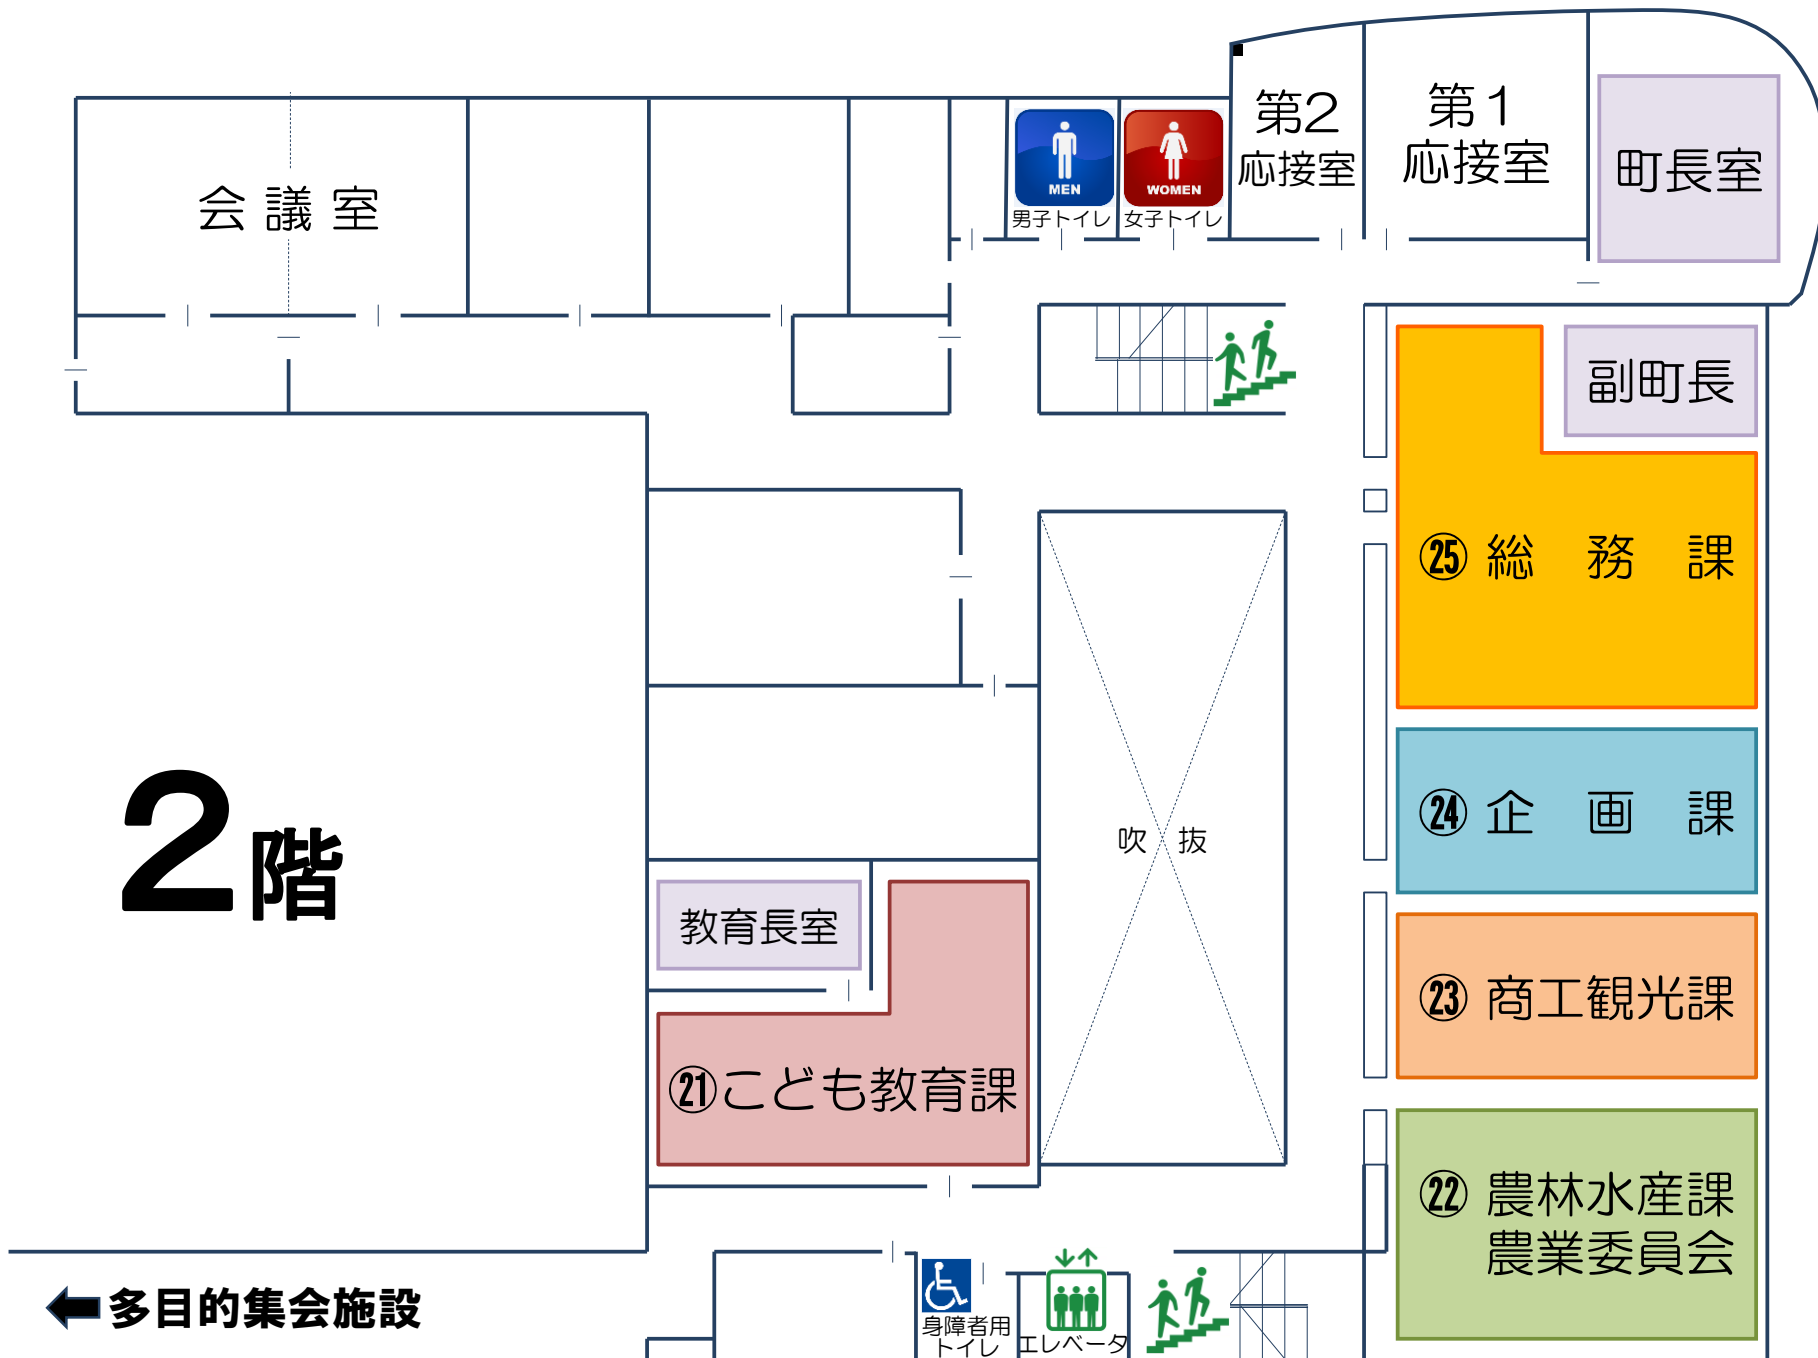 第2
応接室
第1
応接室
町長室
会議室
MEN
男子トイレ
WOMEN
女子トイレ
副町長
㉕ 総務課
㉔ 企画課
吹抜
2階
教育長室
㉓ 商工観光課
㉑こども教育課
㉒ 農林水産課
農業委員会
多目的集会施設
身障者用
トイレ
エレベータ